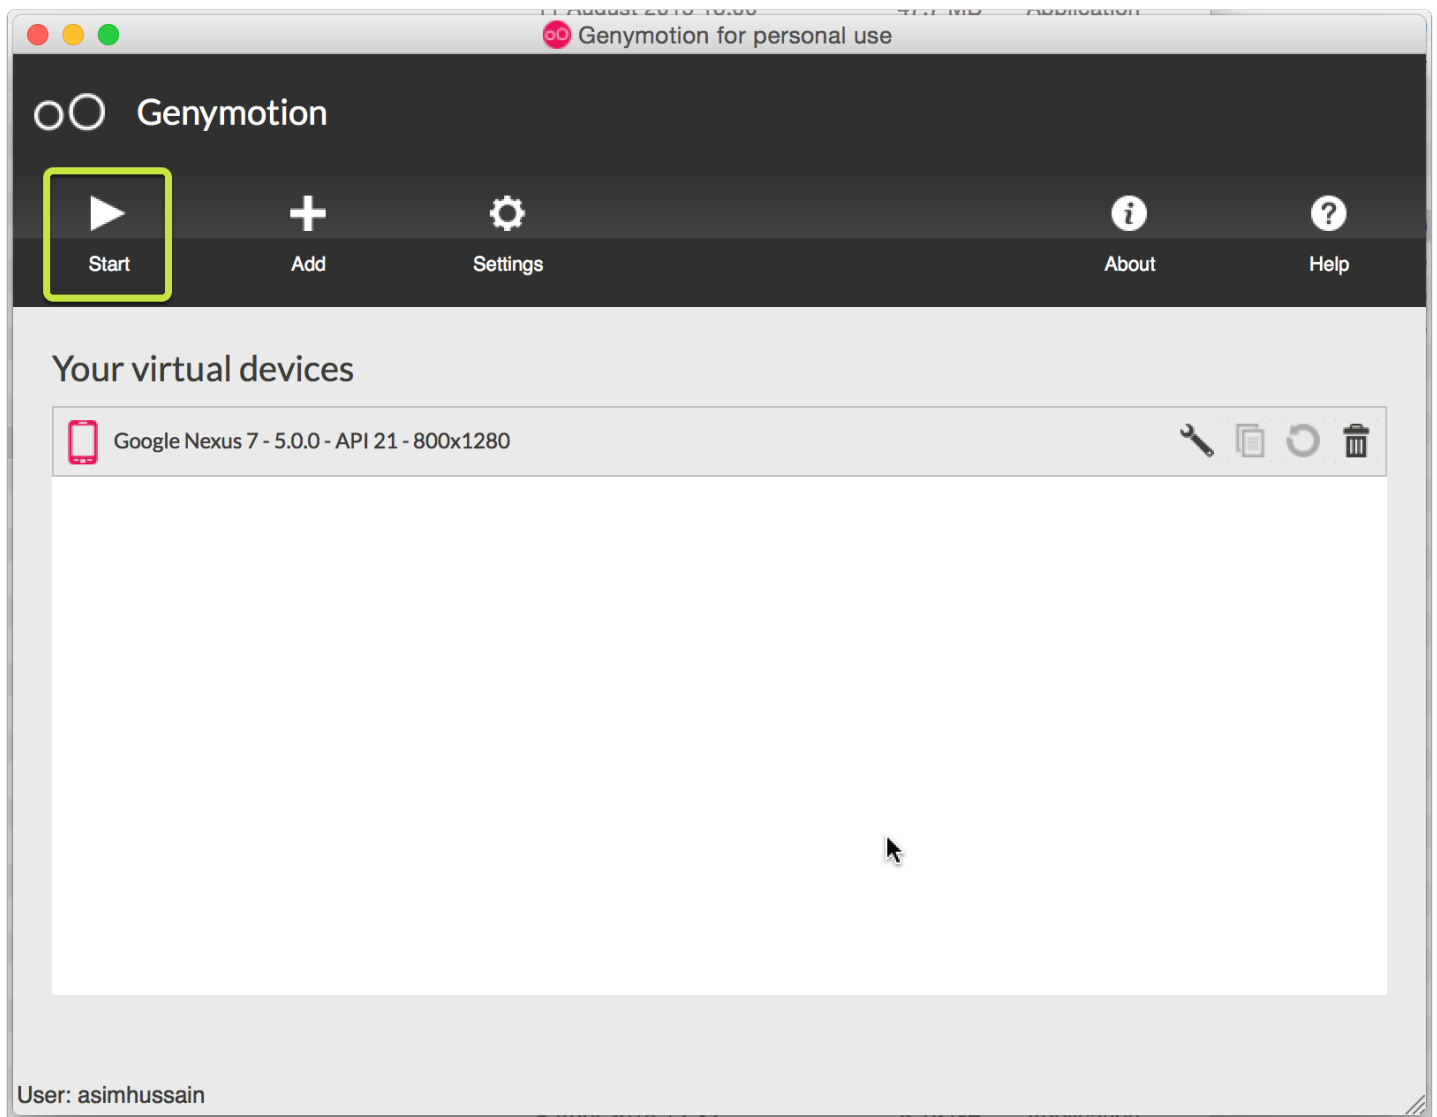 Genymotion for personal use
oO Genymotion
Start Add Settings About Help
Your virtual devices
Google Nexus 7 - 5.0.0 - API 21 - 800x1280
User: asimhussain